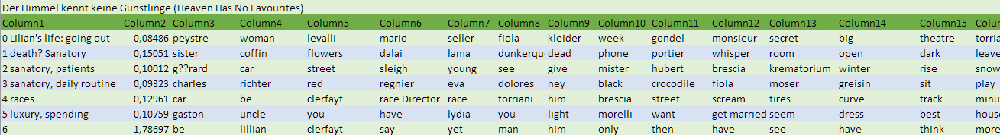 Der Himmel kennt keine Günstlinge (Heaven Has No Favourites)
Column1 Column2 Column3 Column4 Column5 Column6 Column7 Column8 Column9 Column10 Column11 Column12 Column13 Column14 Column15 Colum
0 Lilian's life: going out 0,08486 peystre woman levalli mario seller fiola kleider week gondel monsieur secret big theatre torria
1 death? Sanatory 0,15051 sister coffin flowers dalai lama dunkerque dead phone portier whisper room open dark leave
2 sanatory, patients 0,10012 g??rard car street sleigh young see give mister hubert brescia krematorium winter rise snow
3 sanatory, daily routine 0,09323 charles richter red regnier eva dolores ney black crocodile fiola moser greisin sit play
4 races 0,12961 car be clerfayt race Director race torriani him brescia street scream tires curve track minu
5 luxury, spending 0,10759 gaston uncle you have lydia you light morelli want get married seem dress best hous
6 1,78697 be lillian clerfayt say yet man him only then have see have think more